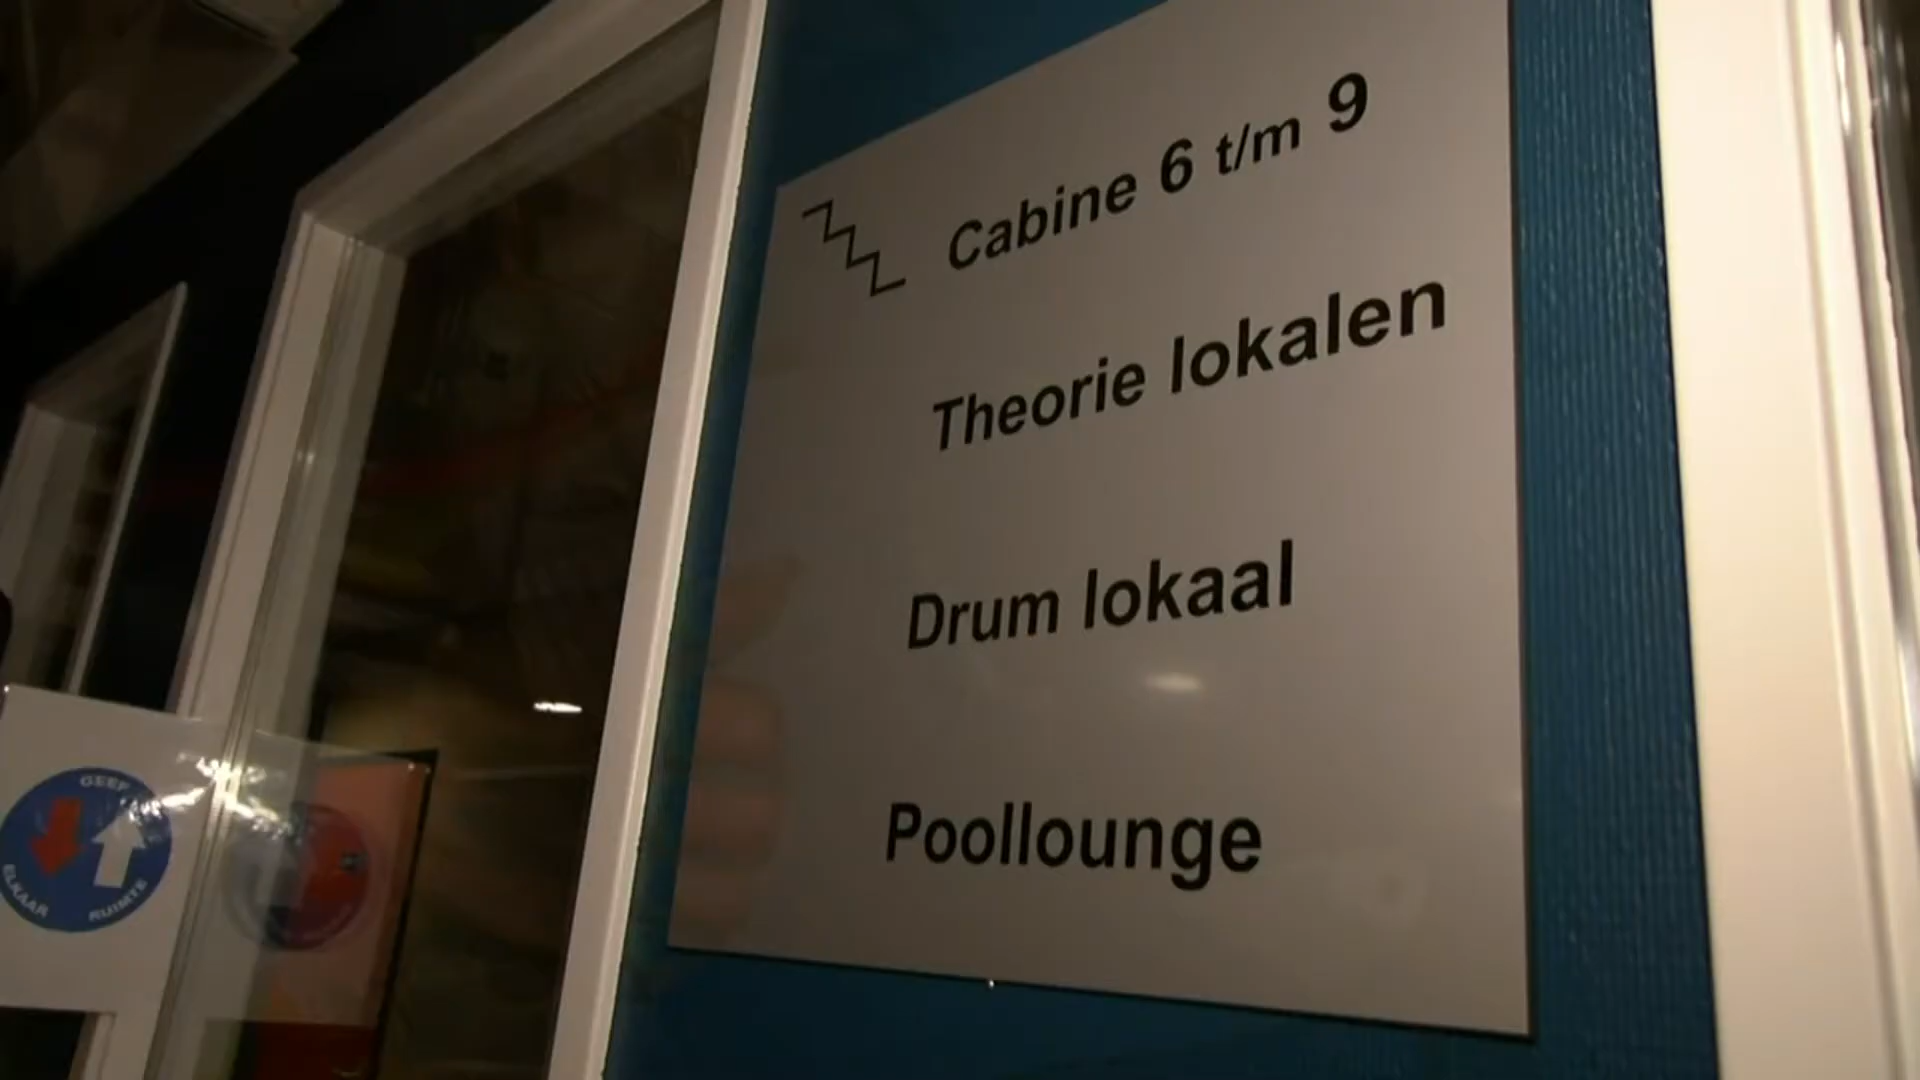 Cabine 6 t/m 9
Theorie lokalen
Drum lokaal
Poollounge
GEEF
ELKAAR
RUIMTE